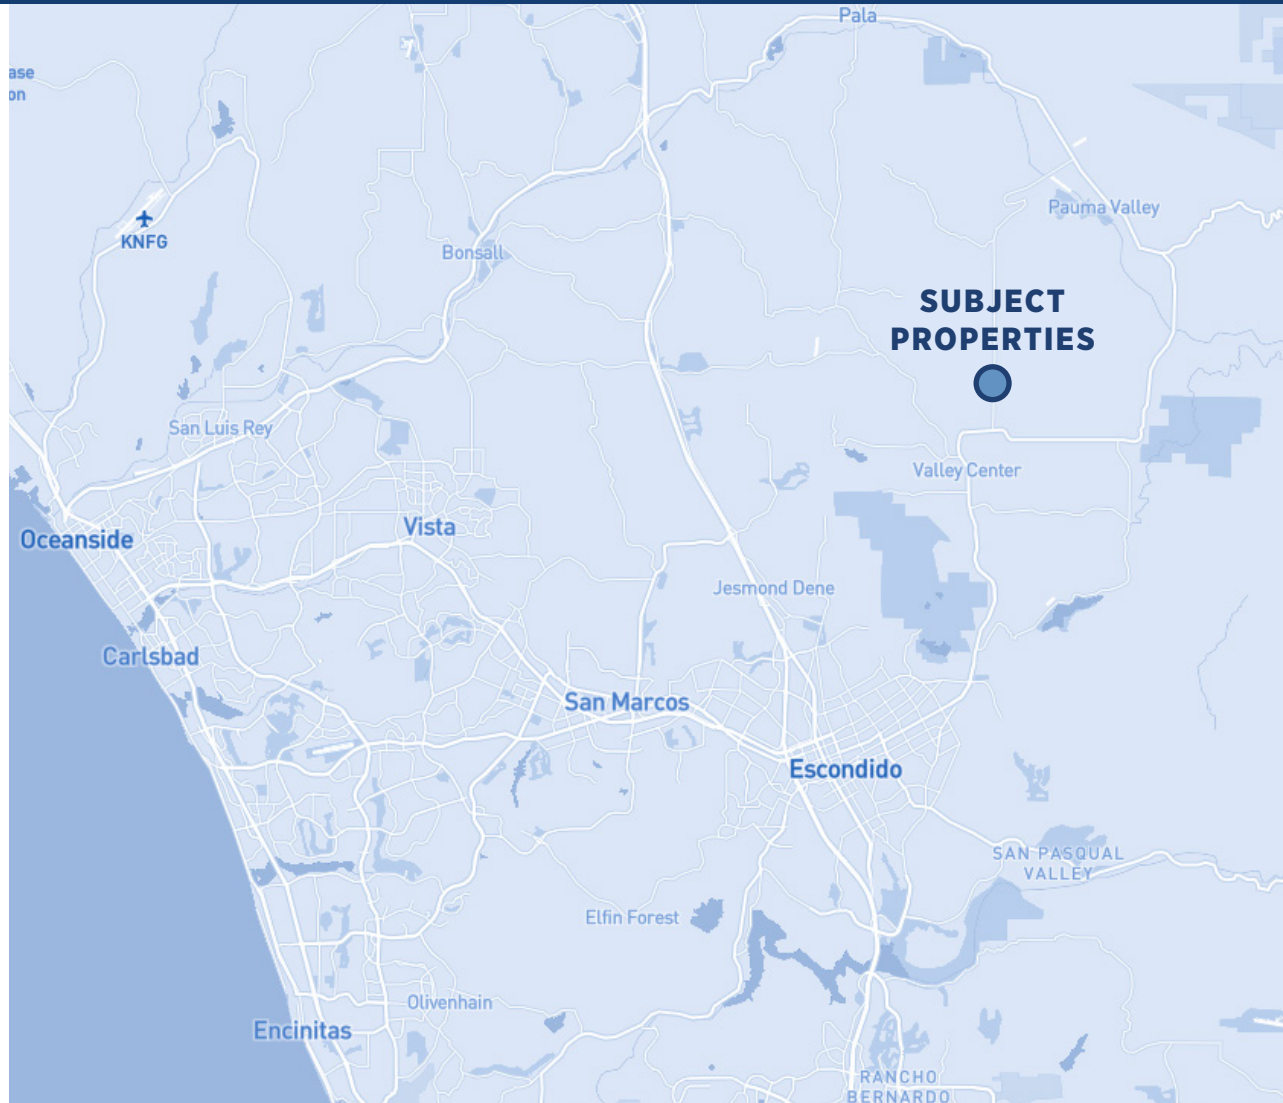 Pala
ase
on
Pauma Valley
KNFG
Bonsall
SUBJECT
PROPERTIES
San Luis Rey
Valley Center
Vista
Oceanside
Jesmond Dene
Carlsbad
San Marcos
Escondido
SAN PASQUAL
VALLEY
Elfin Forest
Olivenhain
Encinitas
RANCHO
BERNARDO